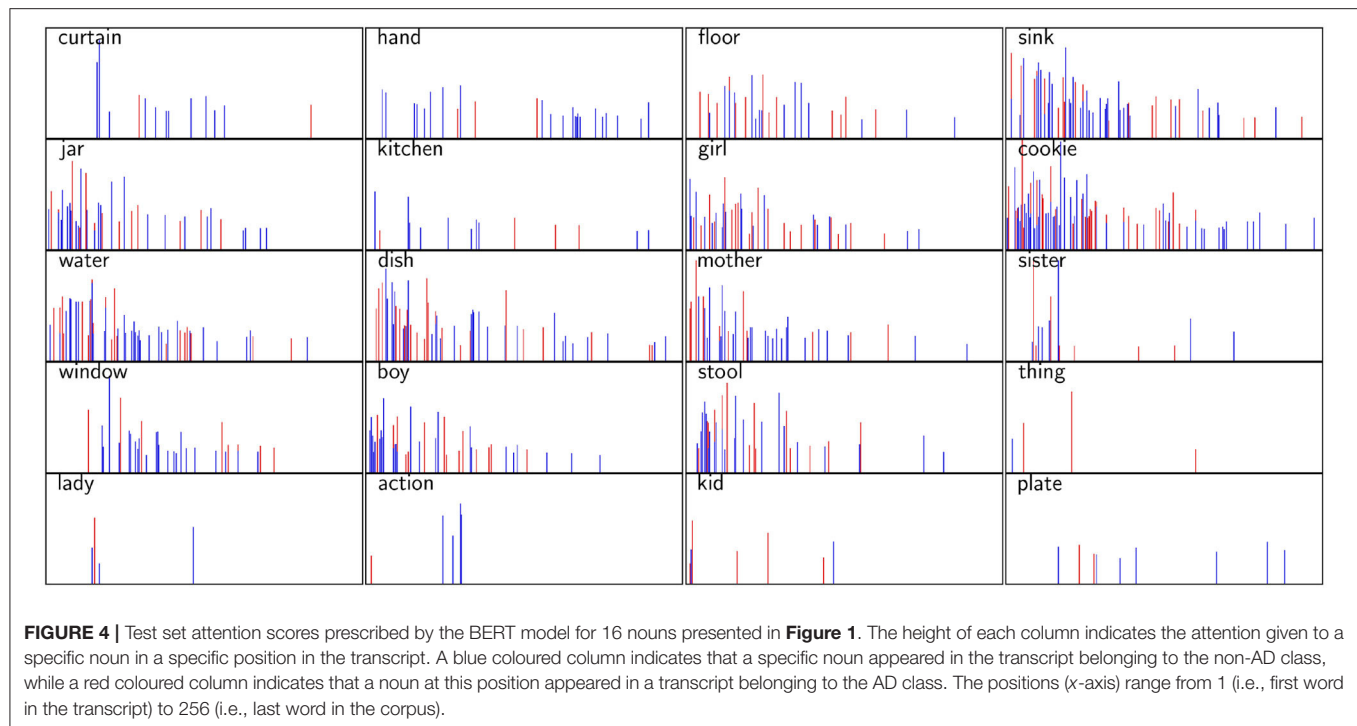 curtain hand floor sink
jar kitchen girl cookie
water dish mother sister
window boy stool thing
lady action kid plate
FIGURE 4 | Test set attention scores prescribed by the BERT model for 16 nouns presented in Figure 1. The height of each column indicates the attention given to a
specific noun in a specific position in the transcript. A blue coloured column indicates that a specific noun appeared in the transcript belonging to the non-AD class,
while a red coloured column indicates that a noun at this position appeared in a transcript belonging to the AD class. The positions (x-axis) range from 1 (i.e., first word
in the transcript) to 256 (i.e., last word in the corpus).